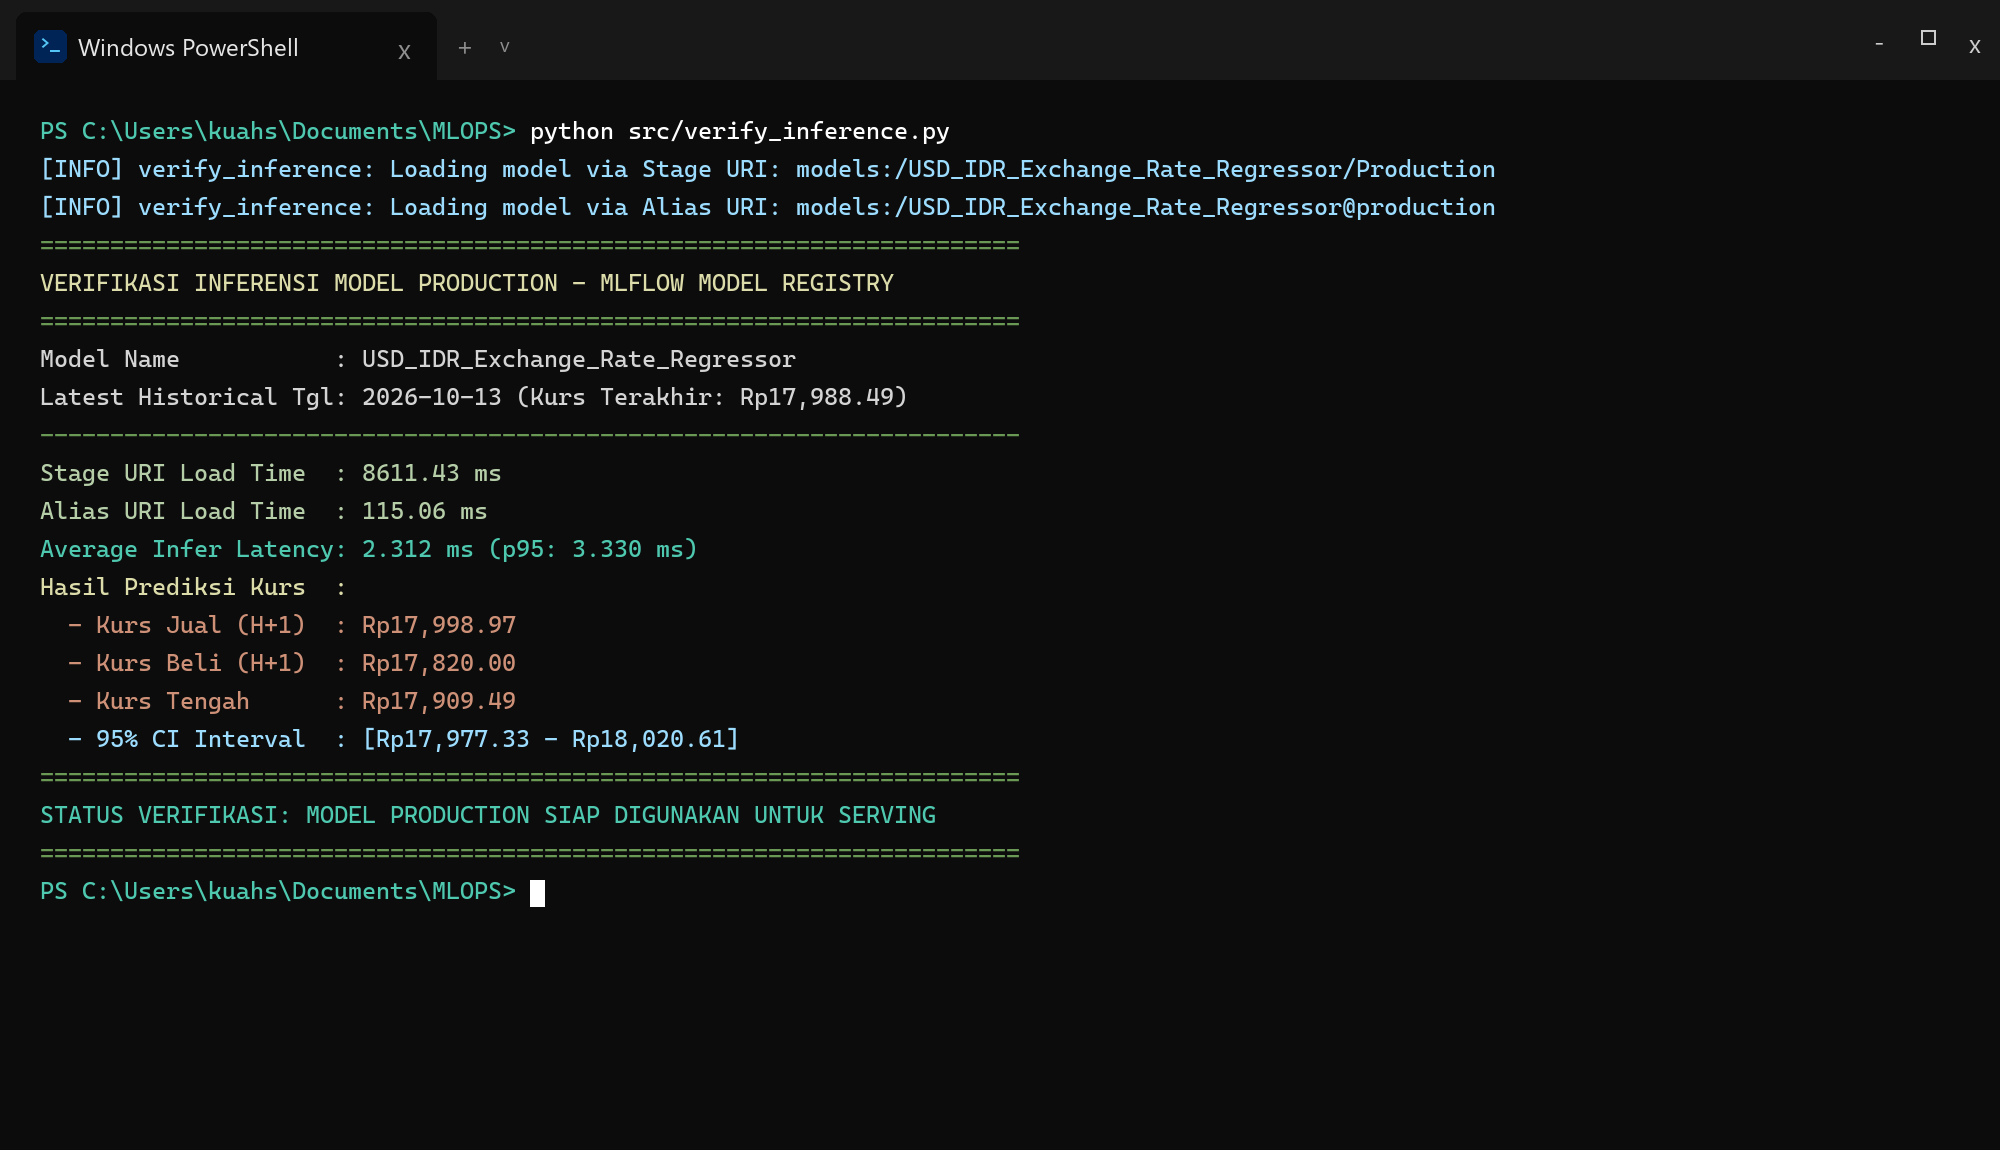 Windows PowerShell x + v - x
PS C:\Users\kuahs\Documents\MLOPS> python src/verify_inference.py
[INFO] verify_inference: Loading model via Stage URI: models:/USD_IDR_Exchange_Rate_Regressor/Production
[INFO] verify_inference: Loading model via Alias URI: models:/USD_IDR_Exchange_Rate_Regressor@production
======================================================================
VERIFIKASI INFERENSI MODEL PRODUCTION - MLFLOW MODEL REGISTRY
======================================================================
Model Name           : USD_IDR_Exchange_Rate_Regressor
Latest Historical Tgl: 2026-10-13 (Kurs Terakhir: Rp17,988.49)
----------------------------------------------------------------------
Stage URI Load Time  : 8611.43 ms
Alias URI Load Time  : 115.06 ms
Average Infer Latency: 2.312 ms (p95: 3.330 ms)
Hasil Prediksi Kurs  :
  - Kurs Jual (H+1)  : Rp17,998.97
  - Kurs Beli (H+1)  : Rp17,820.00
  - Kurs Tengah      : Rp17,909.49
  - 95% CI Interval  : [Rp17,977.33 - Rp18,020.61]
======================================================================
STATUS VERIFIKASI: MODEL PRODUCTION SIAP DIGUNAKAN UNTUK SERVING
======================================================================
PS C:\Users\kuahs\Documents\MLOPS>